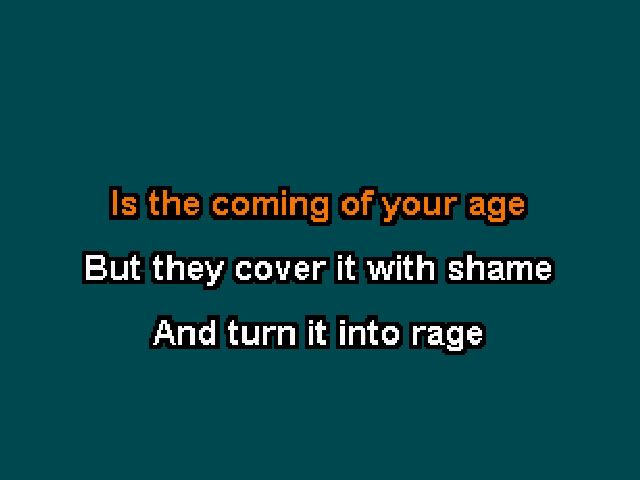 Is the coming of your age
But they cover it with shame
And turn it into rage